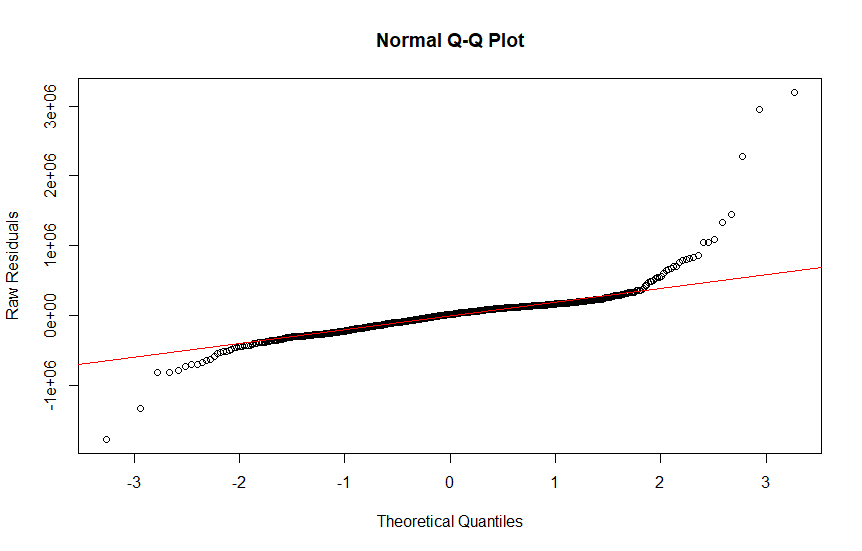 Normal Q-Q Plot
3e+06
2e+06
1e+06
0e+00
-1e+06
Raw Residuals
-3 -2 -1 0 1 2 3
Theoretical Quantiles